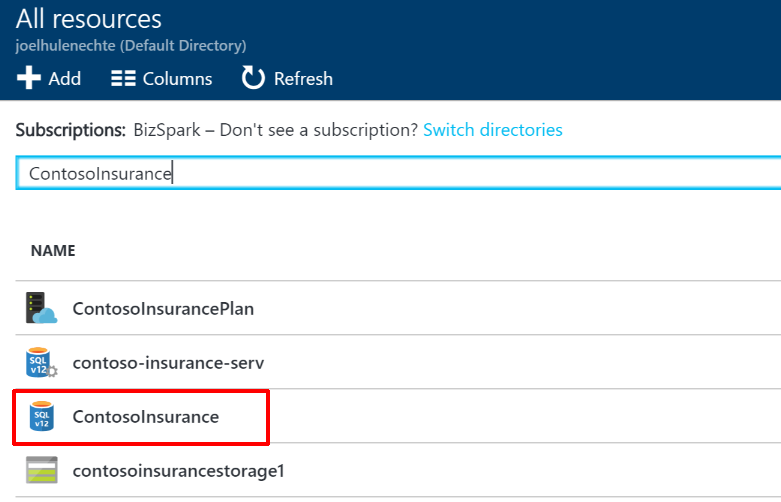 All resources
joelhulenechte (Default Directory)
Add Columns Refresh
Subscriptions: BizSpark – Don't see a subscription? Switch directories
ContosoInsurance
NAME
ContosoInsurancePlan
SQL v12 contoso-insurance-serv
SQL v12 ContosoInsurance
contosoinsurancestorage1